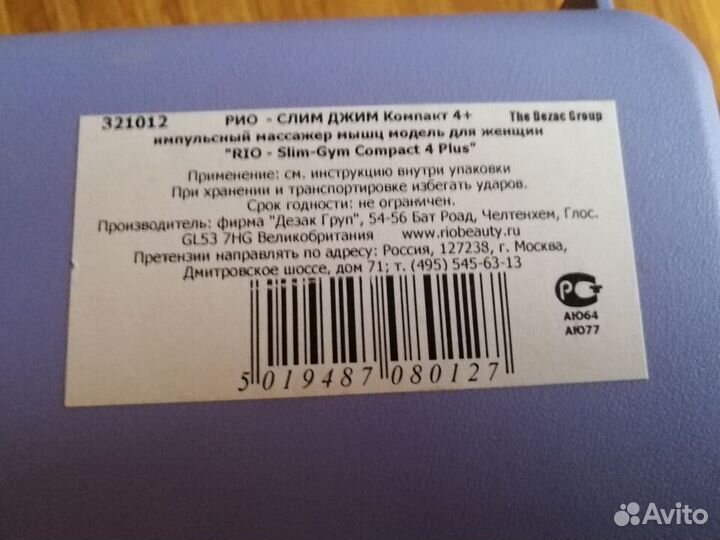 321012 РИО - СЛИМ ДЖИМ Компакт 4+ The Dezac Group
импульсный массажер мышц модель для женщин
"RIO - Slim-Gym Compact 4 Plus"
Применение: см. инструкцию внутри упаковки
При хранении и транспортировке избегать ударов.
Срок годности: не ограничен.
Производитель: фирма "Дезак Груп", 54-56 Бат Роад, Челтенхем, Глос.
GL53 7HG Великобритания www.riobeauty.ru
Претензии направлять по адресу: Россия, 127238, г. Москва,
Дмитровское шоссе, дом 71; т. (495) 545-63-13
РСТ
АЮ64
АЮ77
5 019487 080127
Avito